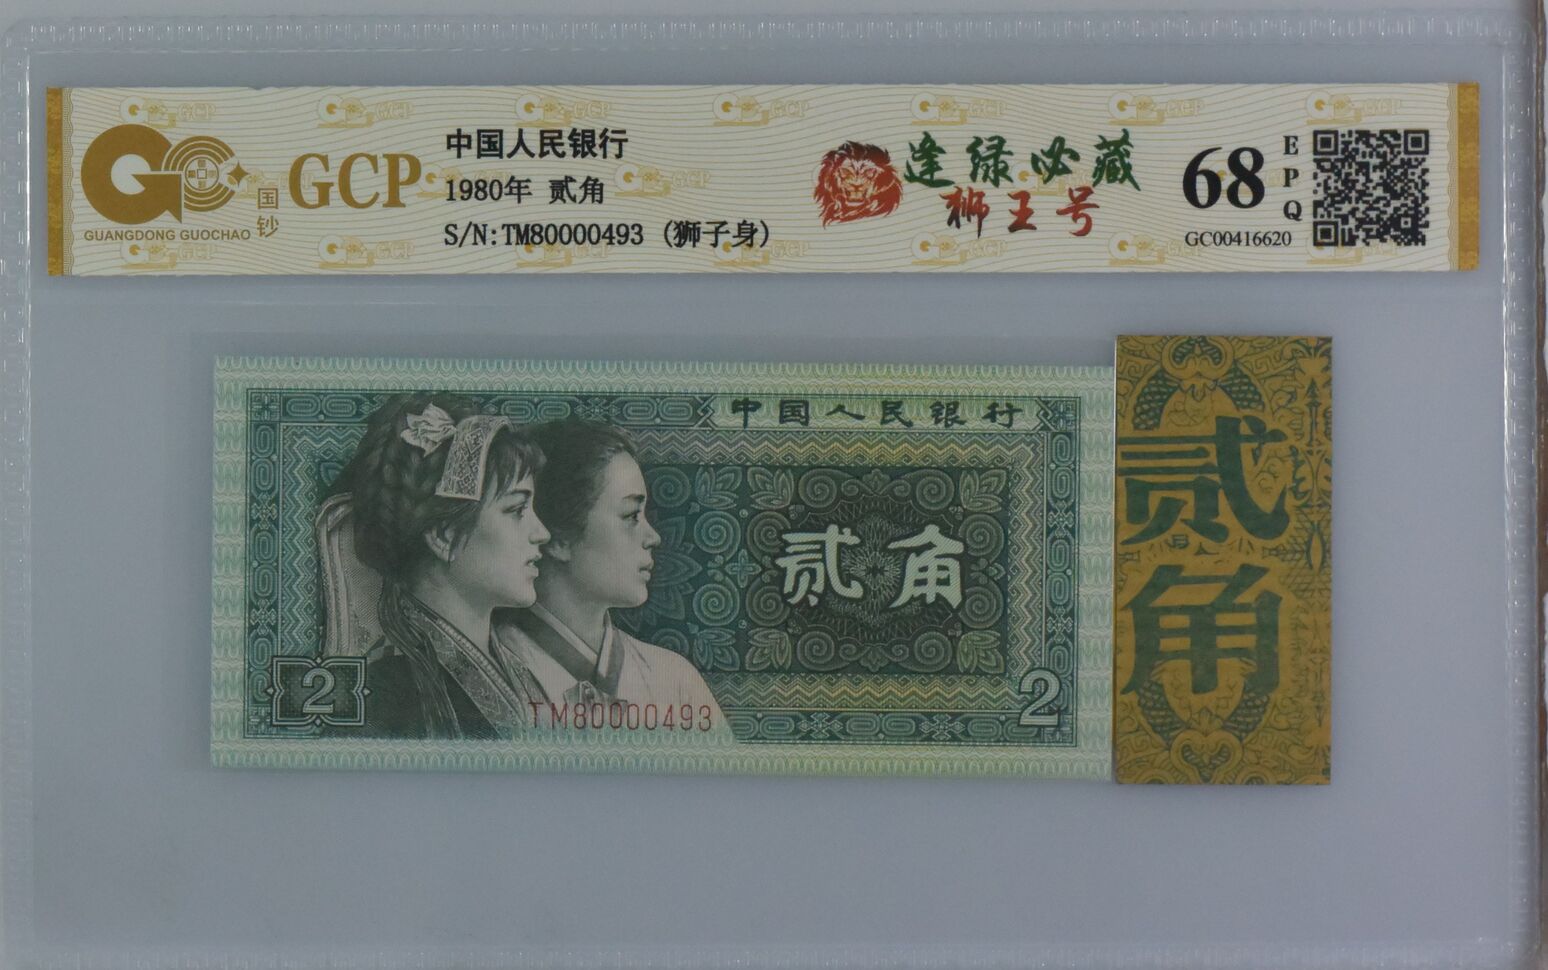 GCP
国钞
GUANGDONG GUOCHAO
中国人民银行
1980年 贰角
S/N:TM80000493 (狮子身)
逢绿必藏
狮王号
68
EPQ
GC00416620
中国人民银行
贰角
2
TM80000493
2
贰角